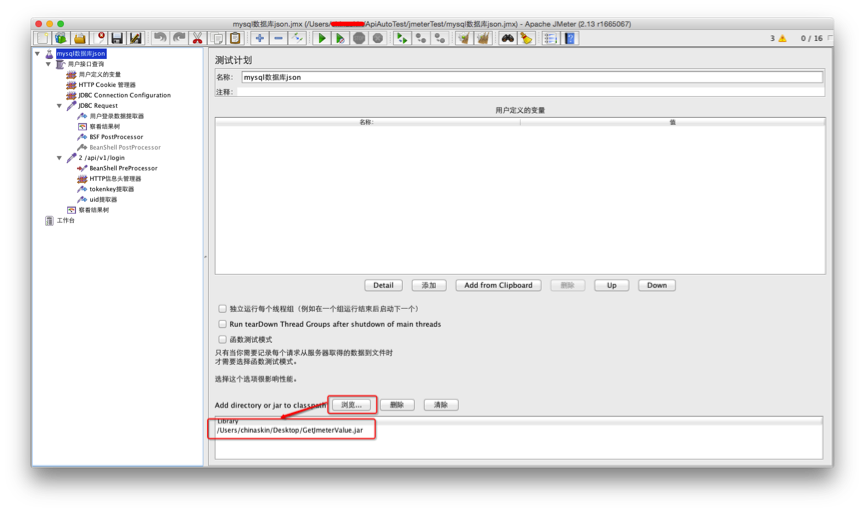 mysql数据库json.jmx (/Users/ApiAutoTest/jmeterTest/mysql数据库json.jmx) - Apache JMeter (2.13 r1665067)
3
0 / 16
mysql数据库json
用户接口查询
用户定义的变量
HTTP Cookie 管理器
JDBC Connection Configuration
JDBC Request
用户登录数据提取器
察看结果树
BSF PostProcessor
BeanShell PostProcessor
2 /api/v1/login
BeanShell PreProcessor
HTTP信息头管理器
tokenkey提取器
uid提取器
察看结果树
工作台
测试计划
名称: mysql数据库json
注释:
用户定义的变量
名称: 值
Detail 添加 Add from Clipboard 删除 Up Down
独立运行每个线程组（例如在一个组运行结束后启动下一个）
Run tearDown Thread Groups after shutdown of main threads
函数测试模式
只有当你需要记录每个请求从服务器取得的数据到文件时
才需要选择函数测试模式。
选择这个选项很影响性能。
Add directory or jar to classpath 浏览... 删除 清除
Library
/Users/chinaskin/Desktop/GetJmeterValue.jar